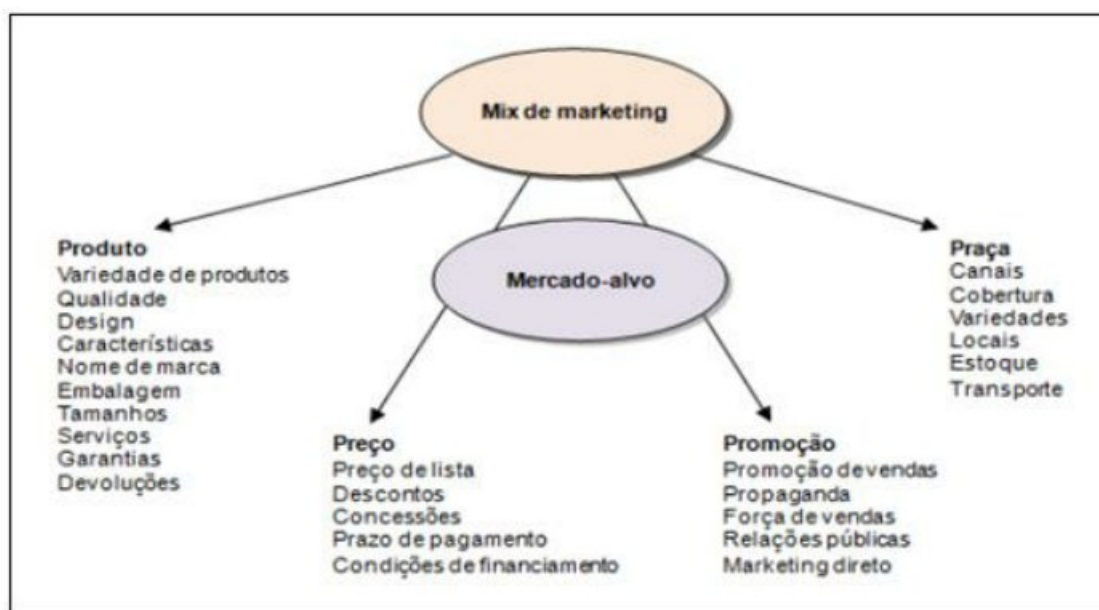 Mix de marketing
Mercado-alvo
Produto
Variedade de produtos
Qualidade
Design
Características
Nome de marca
Embalagem
Tamanhos
Serviços
Garantias
Devoluções
Preço
Preço de lista
Descontos
Concessões
Prazo de pagamento
Condições de financiamento
Promoção
Promoção de vendas
Propaganda
Força de vendas
Relações públicas
Marketing direto
Praça
Canais
Cobertura
Variedades
Locais
Estoque
Transporte